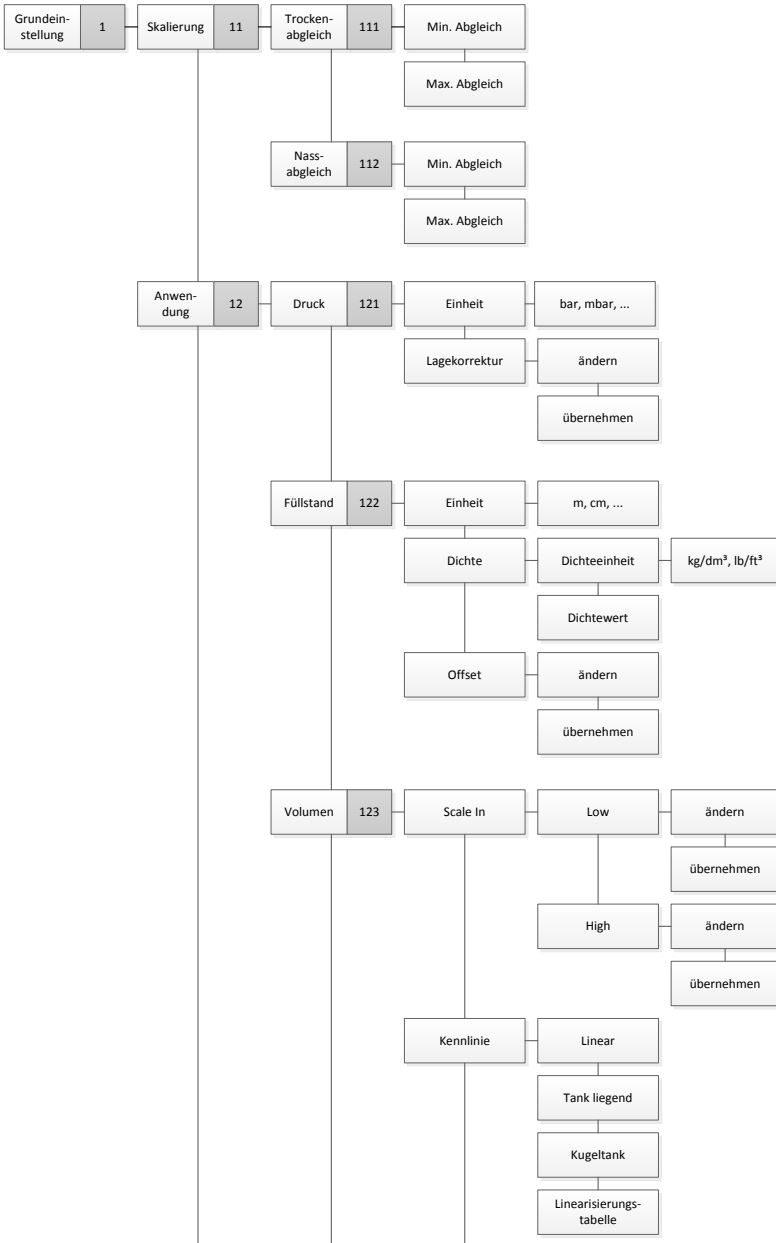 Grundein-
stellung
1
Skalierung
11
Trocken-
abgleich
111
Min. Abgleich
Max. Abgleich
Nass-
abgleich
112
Min. Abgleich
Max. Abgleich
Anwen-
dung
12
Druck
121
Einheit
bar, mbar, ...
Lagekorrektur
ändern
übernehmen
Füllstand
122
Einheit
m, cm, ...
Dichte
Dichteeinheit
kg/dm³, lb/ft³
Dichtewert
Offset
ändern
übernehmen
Volumen
123
Scale In
Low
ändern
übernehmen
High
ändern
übernehmen
Kennlinie
Linear
Tank liegend
Kugeltank
Linearisierungs-
tabelle